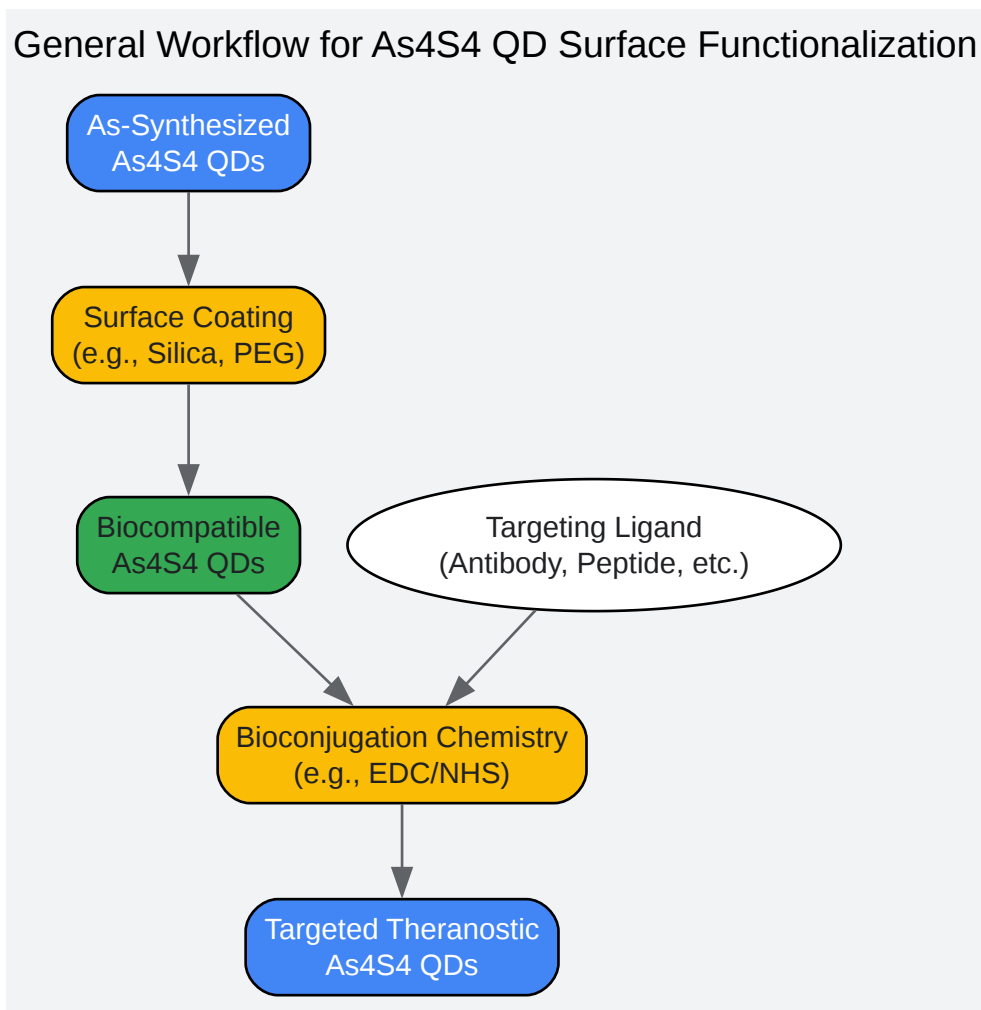 General Workflow for As4S4 QD Surface Functionalization
As-Synthesized
As4S4 QDs
Surface Coating
(e.g., Silica, PEG)
Biocompatible
As4S4 QDs
Targeting Ligand
(Antibody, Peptide, etc.)
Bioconjugation Chemistry
(e.g., EDC/NHS)
Targeted Theranostic
As4S4 QDs